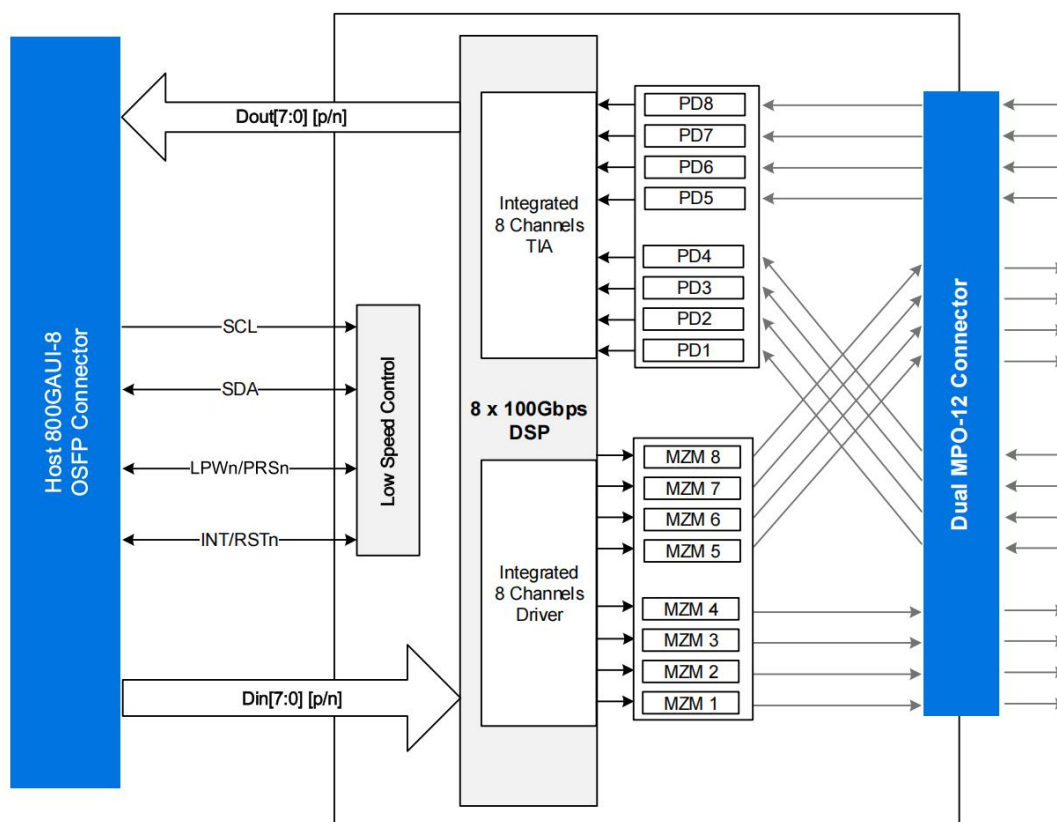 Host 800GAUI-8
OSFP Connector
Dout[7:0] [p/n]
SCL
SDA
LPWn/PRSn
INT/RSTn
Din[7:0] [p/n]
Low Speed Control
Integrated
8 Channels
TIA
8 x 100Gbps
DSP
Integrated
8 Channels
Driver
PD8
PD7
PD6
PD5
PD4
PD3
PD2
PD1
MZM 8
MZM 7
MZM 6
MZM 5
MZM 4
MZM 3
MZM 2
MZM 1
Dual MPO-12 Connector